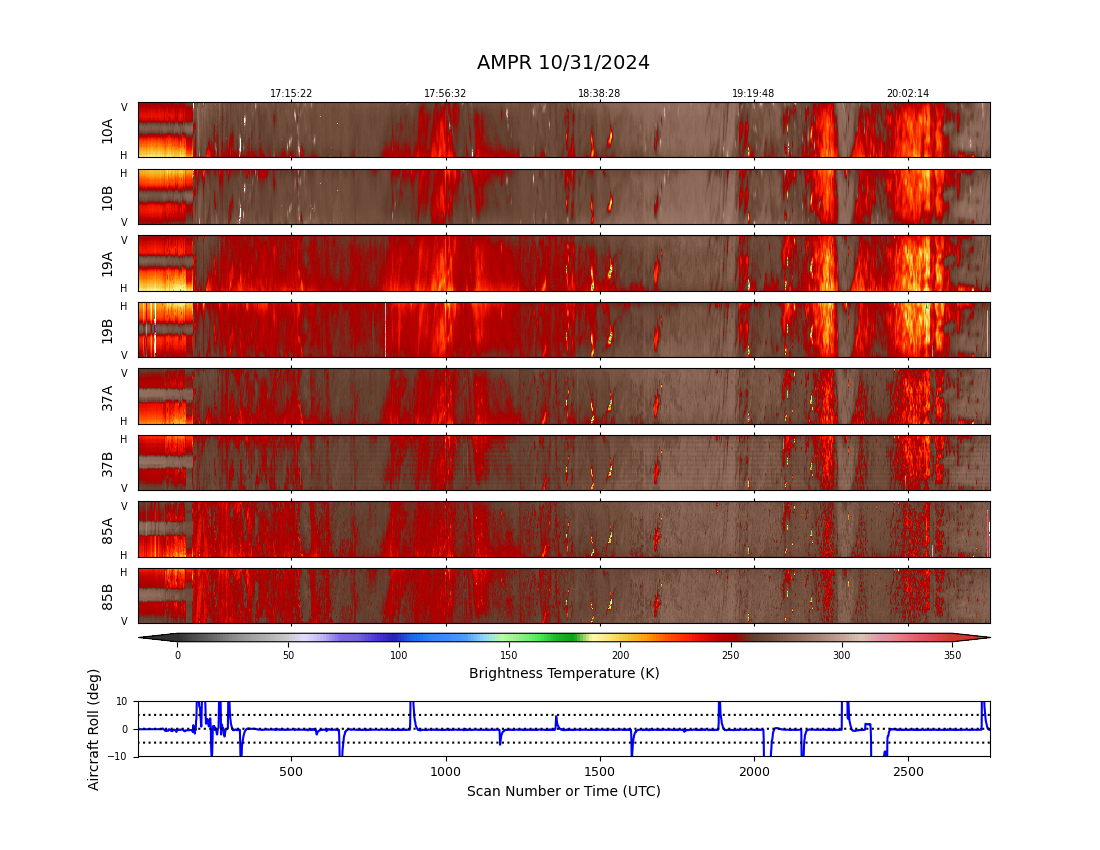 AMPR 10/31/2024
17:15:22 17:56:32 18:38:28 19:19:48 20:02:14
V
10A
H
H
10B
V
V
19A
H
H
19B
V
V
37A
H
H
37B
V
V
85A
H
H
85B
V
0 50 100 150 200 250 300 350
Brightness Temperature (K)
Aircraft Roll (deg)
10
0
−10
500 1000 1500 2000 2500
Scan Number or Time (UTC)